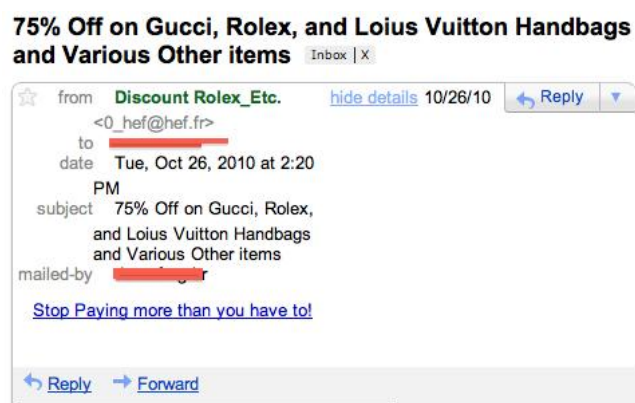 75% Off on Gucci, Rolex, and Loius Vuitton Handbags
and Various Other items Inbox | X
from Discount Rolex_Etc. hide details 10/26/10 Reply
<0_hef@hef.fr>
to
date Tue, Oct 26, 2010 at 2:20
PM
subject 75% Off on Gucci, Rolex,
and Loius Vuitton Handbags
and Various Other items
mailed-by
Stop Paying more than you have to!
Reply Forward